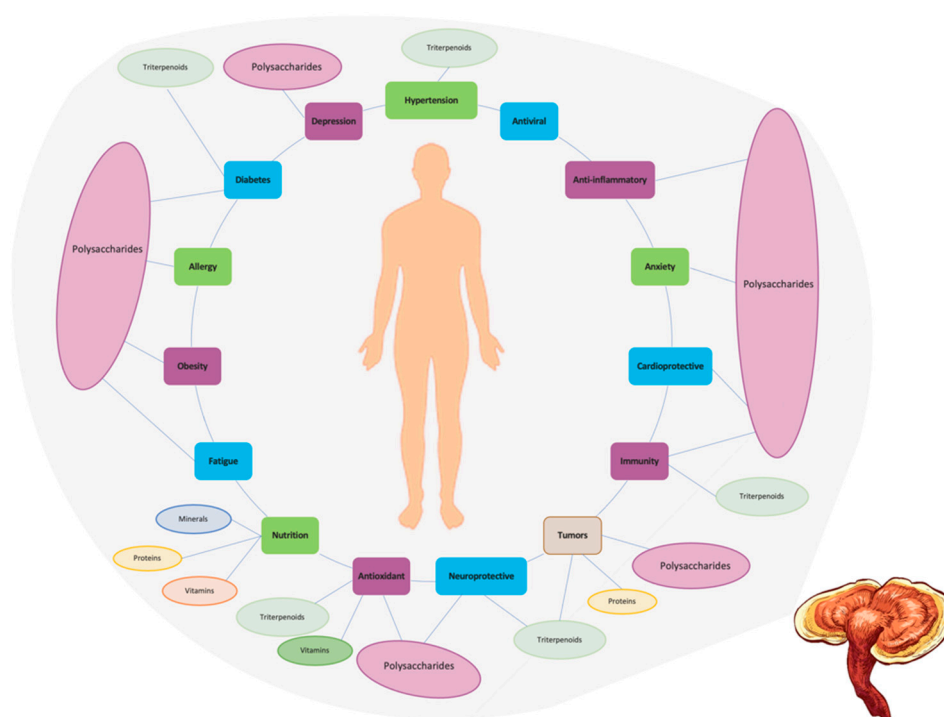 Triterpenoids
Polysaccharides
Triterpenoids
Hypertension
Depression
Antiviral
Diabetes
Anti-inflammatory
Polysaccharides
Allergy
Anxiety
Polysaccharides
Obesity
Cardioprotective
Fatigue
Immunity
Triterpenoids
Minerals
Nutrition
Tumors
Proteins
Polysaccharides
Vitamins
Antioxidant
Neuroprotective
Proteins
Triterpenoids
Vitamins
Polysaccharides
Triterpenoids